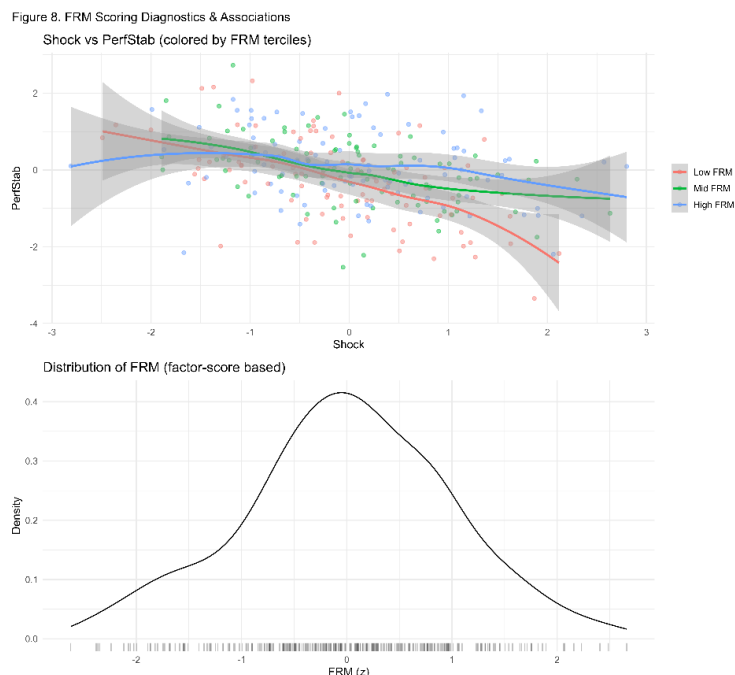 Figure 8. FRM Scoring Diagnostics & Associations
Shock vs PerfStab (colored by FRM terciles)
PerfStab
2
0
-2
-4
-3
-2
-1
0
1
2
3
Shock
Low FRM
Mid FRM
High FRM
Distribution of FRM (factor-score based)
Density
0.4
0.3
0.2
0.1
0.0
-2
-1
0
1
2
FRM (z)